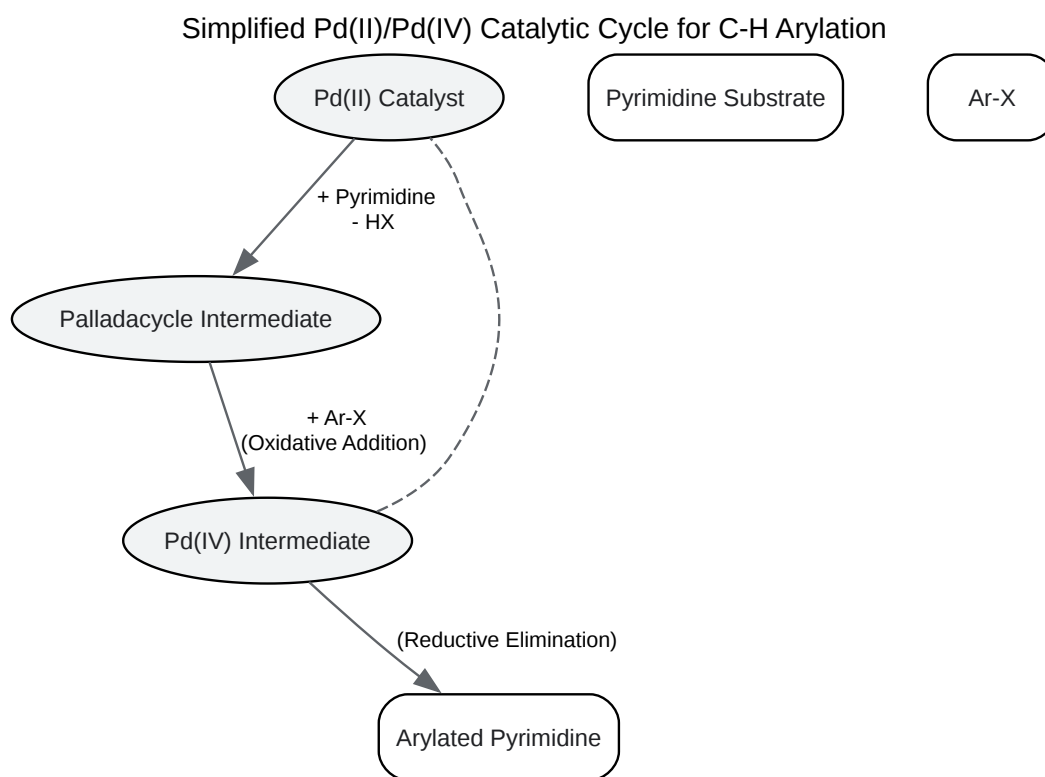 Simplified Pd(II)/Pd(IV) Catalytic Cycle for C-H Arylation
Pd(II) Catalyst
Pyrimidine Substrate
Ar-X
+ Pyrimidine
- HX
Palladacycle Intermediate
+ Ar-X
(Oxidative Addition)
Pd(IV) Intermediate
(Reductive Elimination)
Arylated Pyrimidine